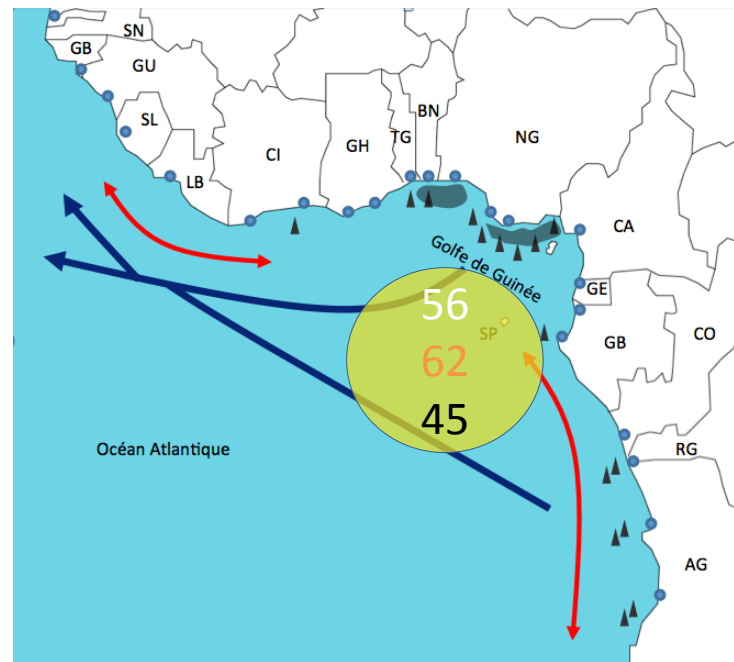 SN
GB
GU
BN
SL
TG
NG
CI
GH
LB
CA
Golfe de Guinée
GE
56
SP
GB
CO
62
45
Océan Atlantique
RG
AG